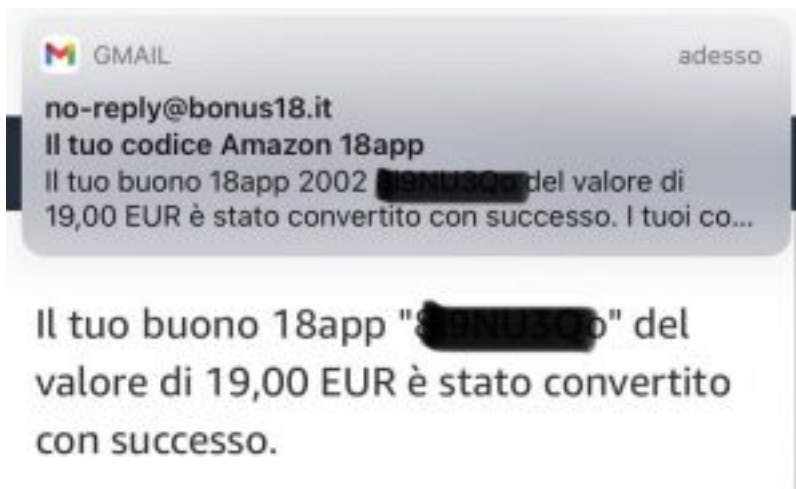 GMAIL
adesso
no-reply@bonus18.it
Il tuo codice Amazon 18app
Il tuo buono 18app 2002 del valore di
19,00 EUR è stato convertito con successo. I tuoi co...
Il tuo buono 18app "" del
valore di 19,00 EUR è stato convertito
con successo.